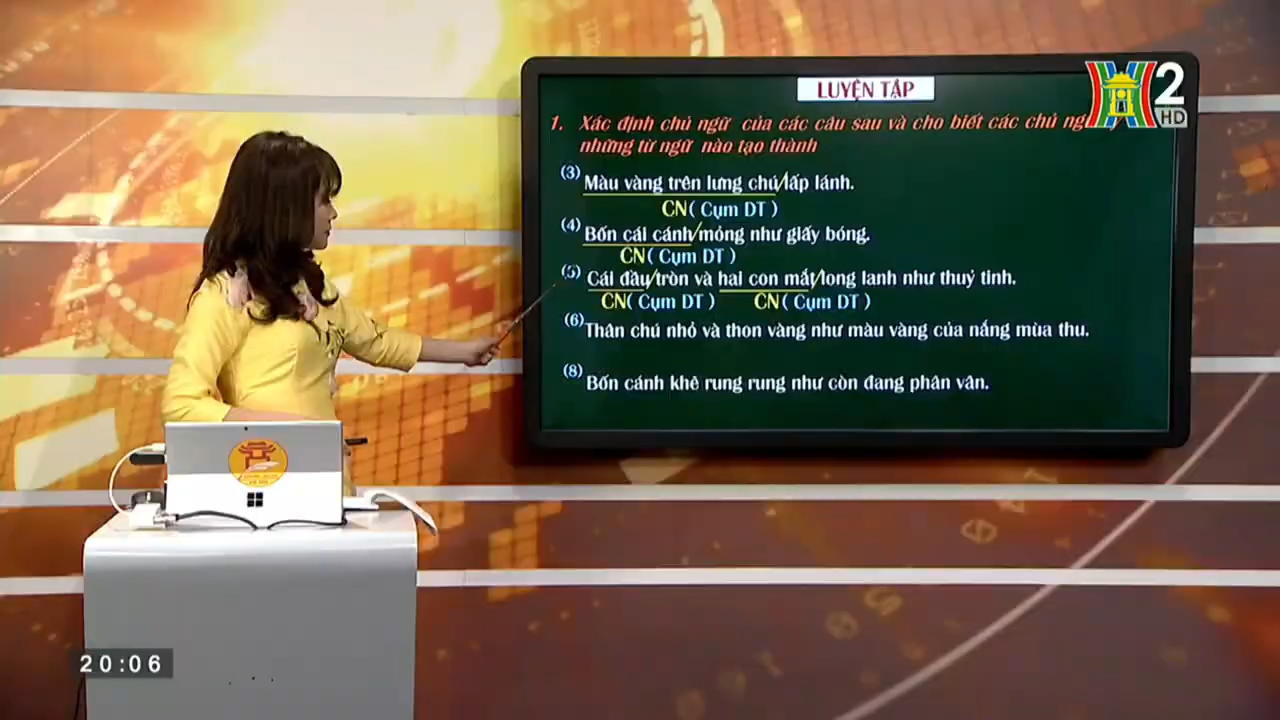 LUYỆN TẬP
2
HD
1. Xác định chủ ngữ của các câu sau và cho biết các chủ
những từ ngữ nào tạo thành
(3) Màu vàng trên lưng chú/lấp lánh.
CN( Cụm DT )
(4) Bốn cái cánh/mỏng như giấy bóng.
CN( Cụm DT )
(5) Cái đầu/tròn và hai con mắt/long lanh như thuỷ tinh.
CN( Cụm DT ) CN( Cụm DT )
(6) Thân chú nhỏ và thon vàng như màu vàng của nắng mùa thu.
(8) Bốn cánh khẽ rung rung như còn đang phân vân.
20:06